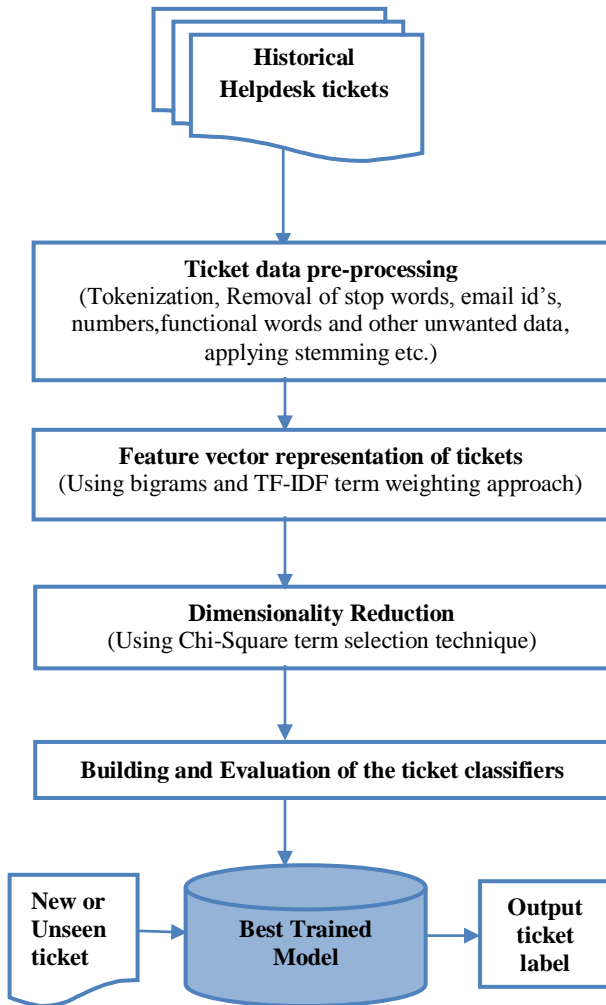 Historical
Helpdesk tickets
Ticket data pre-processing
(Tokenization, Removal of stop words, email id's,
numbers,functional words and other unwanted data,
applying stemming etc.)
Feature vector representation of tickets
(Using bigrams and TF-IDF term weighting approach)
Dimensionality Reduction
(Using Chi-Square term selection technique)
Building and Evaluation of the ticket classifiers
New or
Unseen
ticket
Best Trained
Model
Output
ticket
label